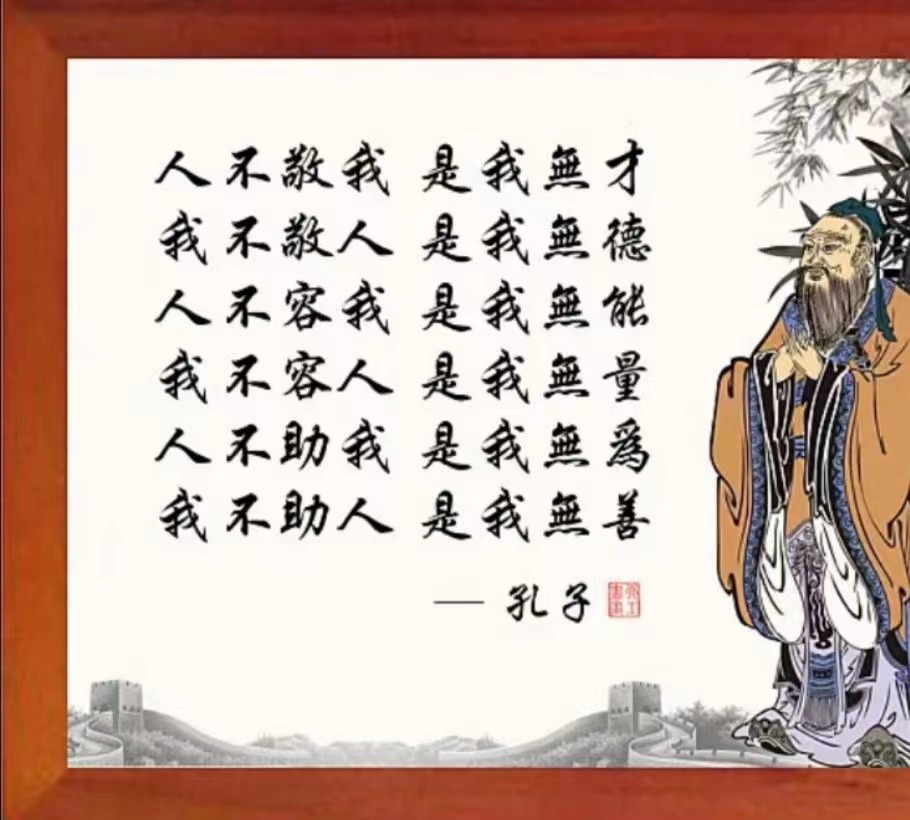 人不敬我 是我無才
我不敬人 是我無德
人不容我 是我無能
我不容人 是我無量
人不助我 是我無為
我不助人 是我無善
— 孔子